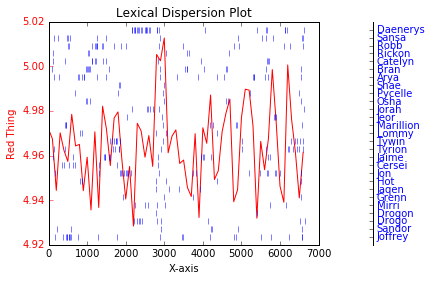 Lexical Dispersion Plot
5.02
5.00
4.98
4.96
4.94
4.92
Red Thing
0 1000 2000 3000 4000 5000 6000 7000
X-axis
Daenerys
Sansa
Robb
Rickon
Catelyn
Bran
Arya
Shae
Pycelle
Osha
Jorah
Jeor
Marillion
Lommy
Tywin
Tyrion
Jaime
Cersei
Jon
Hot
Jagen
Grenn
Mirri
Drogon
Drogo
Sandor
Joffrey